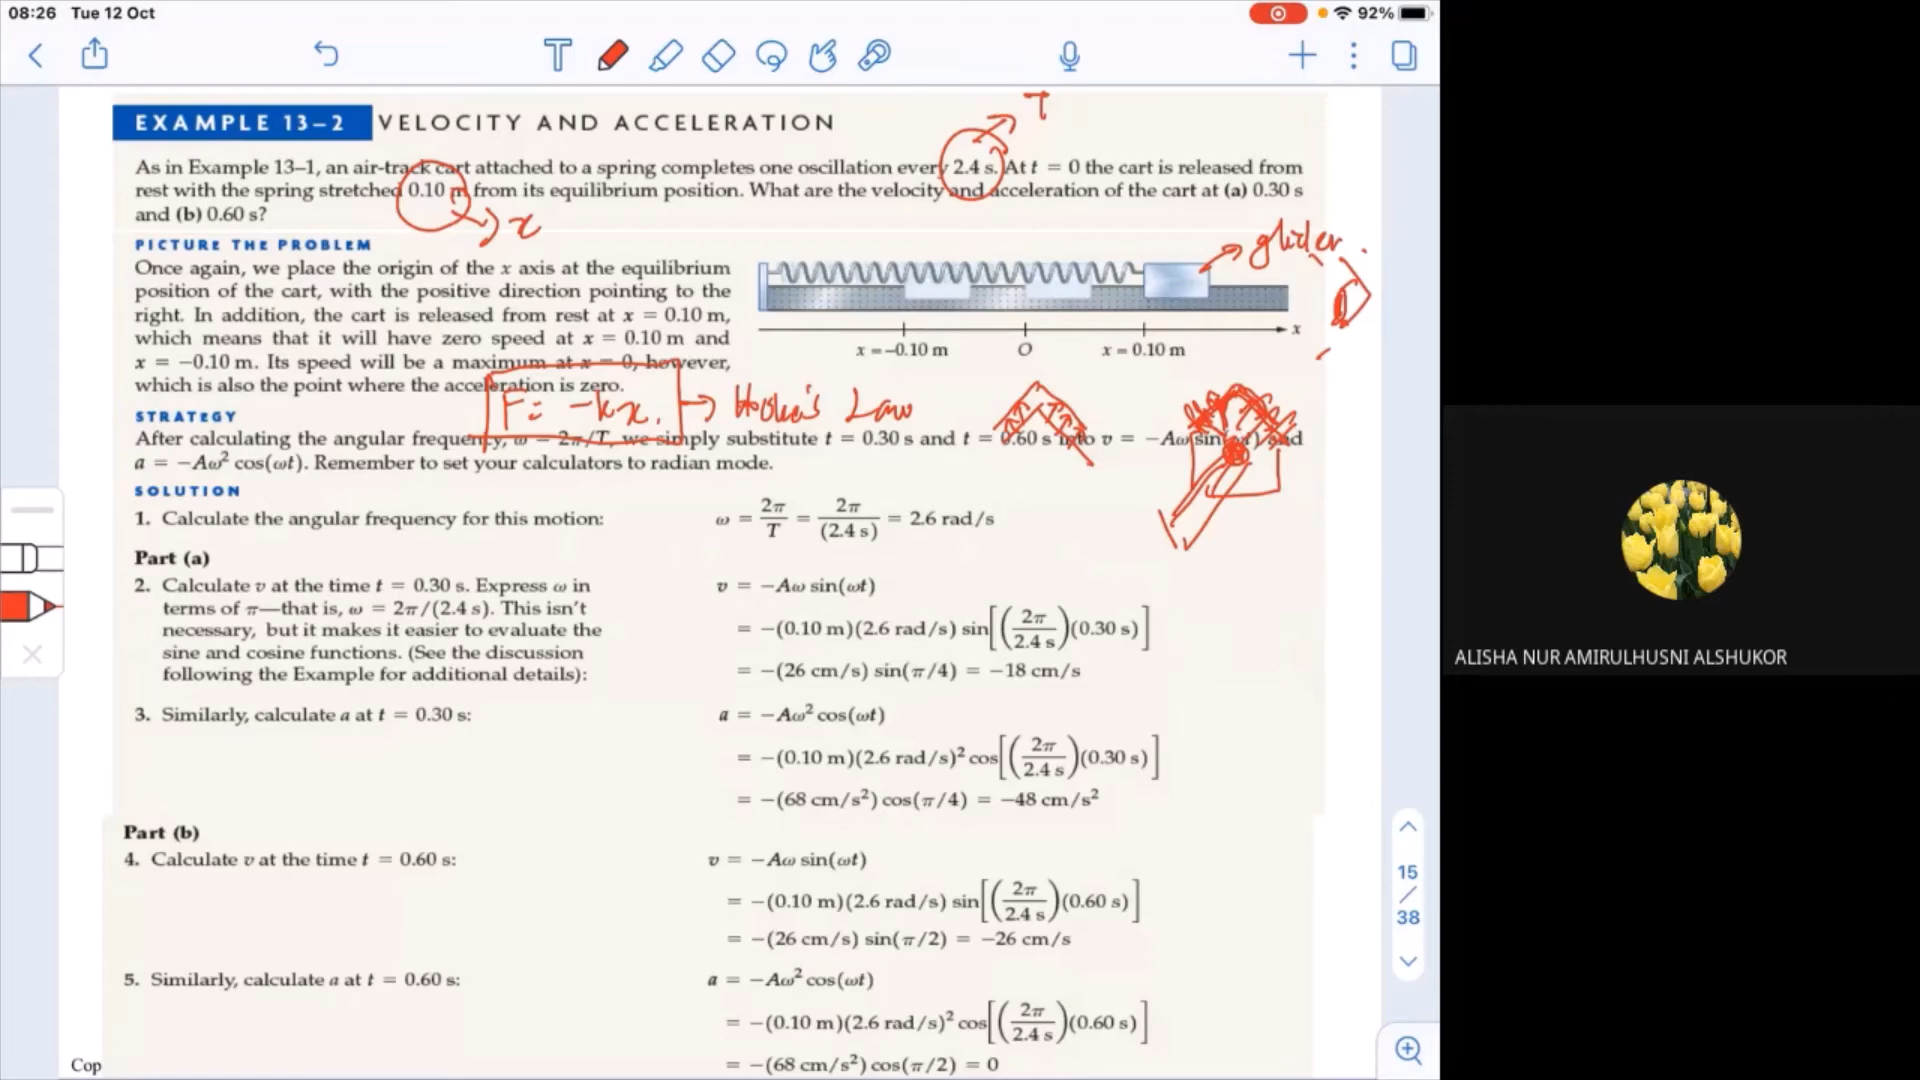 08:26 Tue 12 Oct
92%
T
EXAMPLE 13–2 VELOCITY AND ACCELERATION
As in Example 13–1, an air-track cart attached to a spring completes one oscillation every 2.4 s. At t = 0 the cart is released from
rest with the spring stretched 0.10 m from its equilibrium position. What are the velocity and acceleration of the cart at (a) 0.30 s
and (b) 0.60 s?
x
PICTURE THE PROBLEM
Once again, we place the origin of the x axis at the equilibrium
position of the cart, with the positive direction pointing to the
right. In addition, the cart is released from rest at x = 0.10 m,
which means that it will have zero speed at x = 0.10 m and
x = −0.10 m. Its speed will be a maximum at x = 0, however,
which is also the point where the acceleration is zero.
glider
x
x = −0.10 m O x = 0.10 m
F = −kx. → Hooke's Law
STRATEGY
After calculating the angular frequency, ω = 2π/T, we simply substitute t = 0.30 s and t = 0.60 s into v = −Aω sin(ωt) and
a = −Aω² cos(ωt). Remember to set your calculators to radian mode.
SOLUTION
1. Calculate the angular frequency for this motion: ω = 2π/T = 2π/(2.4 s) = 2.6 rad/s
Part (a)
2. Calculate v at the time t = 0.30 s. Express ω in
terms of π—that is, ω = 2π/(2.4 s). This isn't
necessary, but it makes it easier to evaluate the
sine and cosine functions. (See the discussion
following the Example for additional details):
v = −Aω sin(ωt)
= −(0.10 m)(2.6 rad/s) sin[(2π/2.4 s)(0.30 s)]
= −(26 cm/s) sin(π/4) = −18 cm/s
3. Similarly, calculate a at t = 0.30 s: a = −Aω² cos(ωt)
= −(0.10 m)(2.6 rad/s)² cos[(2π/2.4 s)(0.30 s)]
= −(68 cm/s²) cos(π/4) = −48 cm/s²
Part (b)
4. Calculate v at the time t = 0.60 s: v = −Aω sin(ωt)
= −(0.10 m)(2.6 rad/s) sin[(2π/2.4 s)(0.60 s)]
= −(26 cm/s) sin(π/2) = −26 cm/s
5. Similarly, calculate a at t = 0.60 s: a = −Aω² cos(ωt)
= −(0.10 m)(2.6 rad/s)² cos[(2π/2.4 s)(0.60 s)]
= −(68 cm/s²) cos(π/2) = 0
Cop
15
/
38
ALISHA NUR AMIRULHUSNI ALSHUKOR